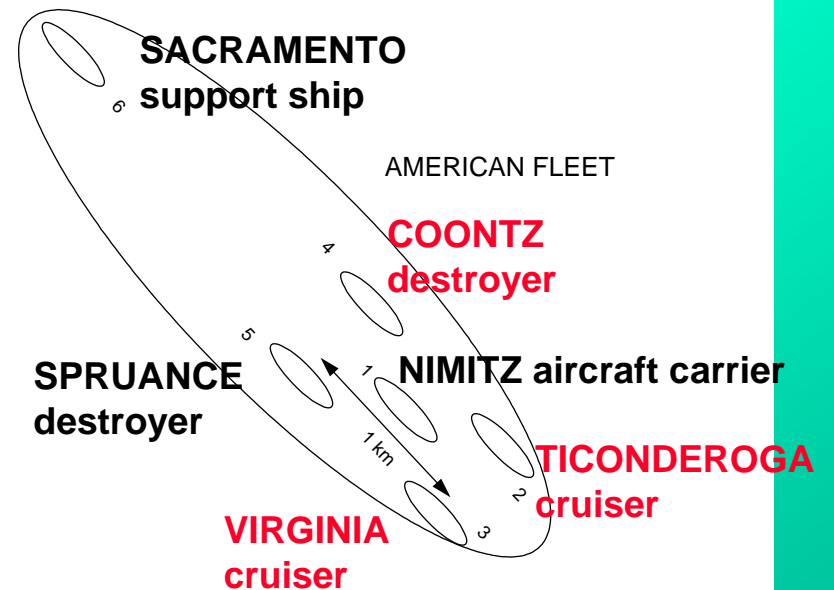 SACRAMENTO
support ship
6
AMERICAN FLEET
COONTZ
destroyer
4
5
SPRUANCE
destroyer
1
NIMITZ aircraft carrier
1 km
TICONDEROGA
cruiser
2
VIRGINIA
cruiser
3